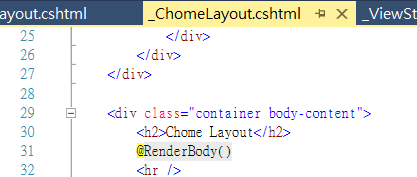 ayout.cshtml _ChomeLayout.cshtml _ViewSt
25 </div>
26 </div>
27 </div>
28
29 <div class="container body-content">
30 <h2>Chome Layout</h2>
31 @RenderBody()
32 <hr />